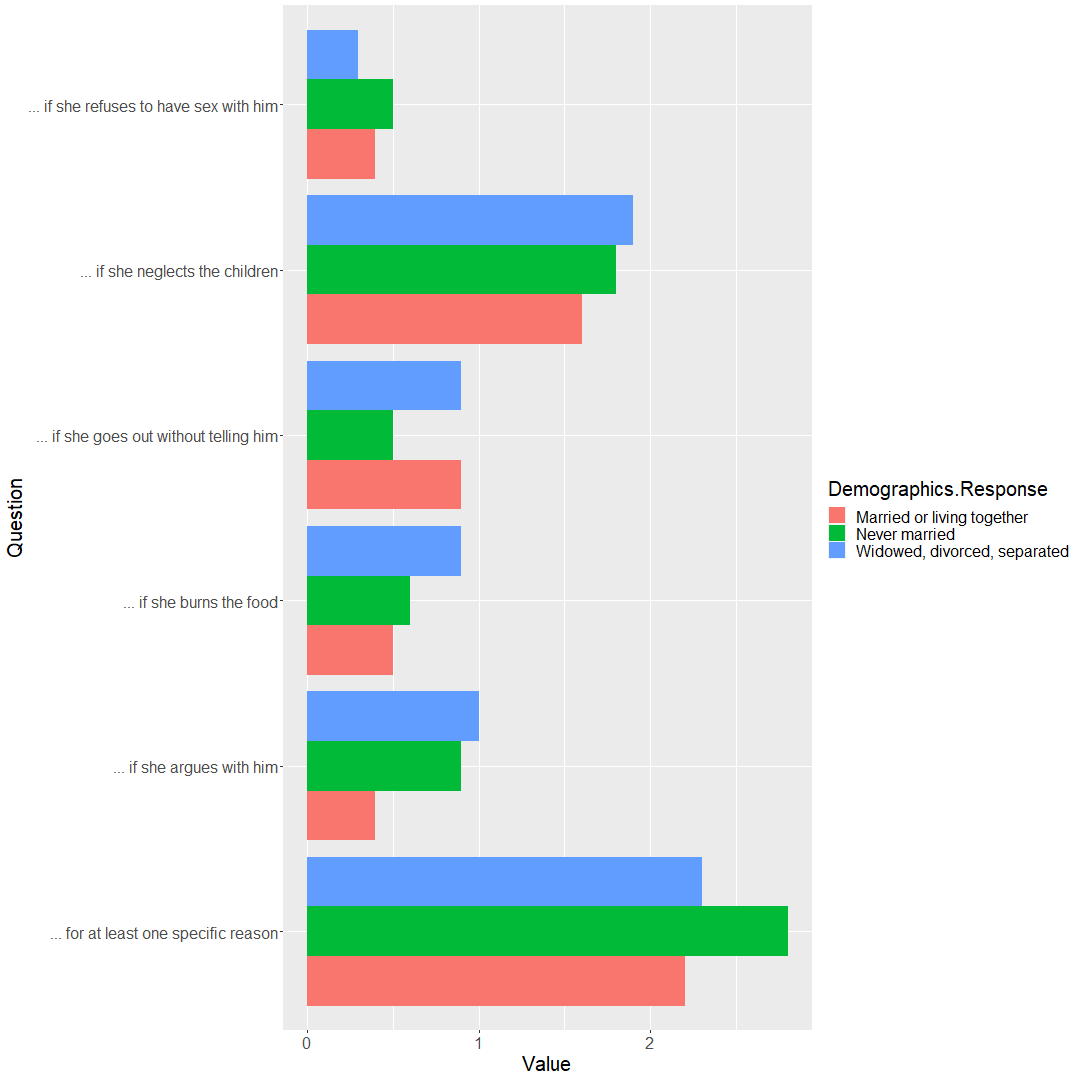 ... if she refuses to have sex with him
... if she neglects the children
... if she goes out without telling him
... if she burns the food
... if she argues with him
... for at least one specific reason
Question
0 1 2
Value
Demographics.Response
Married or living together
Never married
Widowed, divorced, separated